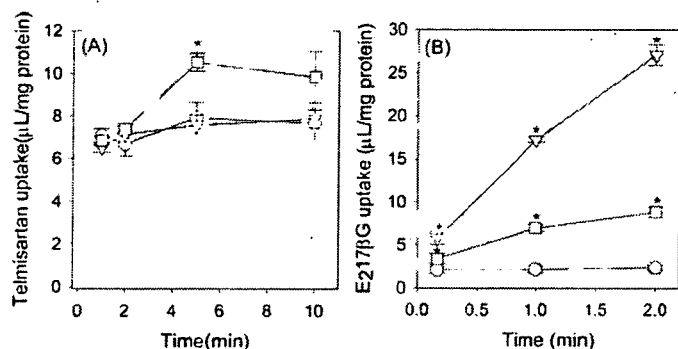 (A)
Telmisartan uptake(μL/mg protein)
12
10
8
6
4
2
0
0 2 4 6 8 10
Time(min)
*
(B)
E217βG uptake (μL/mg protein)
30
25
20
15
10
5
0
0.0 0.5 1.0 1.5 2.0
Time (min)
* * *
* * *